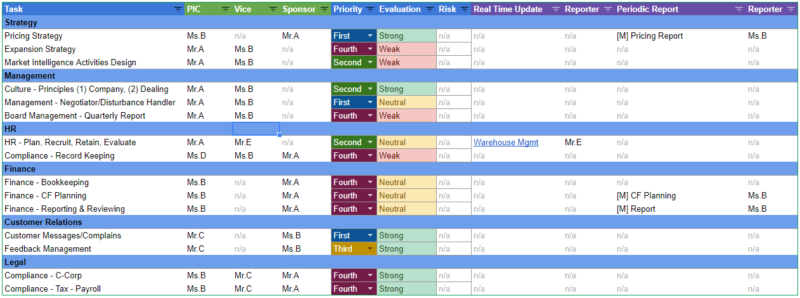 Task PIC Vice Sponsor Priority Evaluation Risk Real Time Update Reporter Periodic Report Reporter
Strategy
Pricing Strategy Ms.B n/a Mr.A First Strong n/a n/a n/a [M] Pricing Report Ms.B
Expansion Strategy Mr.A Ms.B n/a Fourth Weak n/a n/a n/a n/a n/a
Market Intelligence Activities Design Mr.A Ms.B n/a Second Weak n/a n/a n/a n/a n/a
Management
Culture - Principles (1) Company, (2) Dealing Mr.A Ms.B n/a Fourth Strong n/a n/a n/a n/a n/a
Management - Negotiator/Disturbance Handler Mr.A Ms.B n/a First Neutral n/a n/a n/a n/a n/a
Board Management - Quarterly Report Mr.A Ms.B n/a Fourth Weak n/a n/a n/a n/a n/a
HR
HR - Plan, Recruit, Retain, Evaluate Mr.A Mr.E n/a Second Neutral n/a Warehouse Mgmt Mr.E n/a n/a
Compliance - Record Keeping Ms.D Ms.B Mr.A Fourth Weak n/a n/a n/a n/a n/a
Finance
Finance - Bookkeeping Ms.B n/a Mr.A Fourth Neutral n/a n/a n/a n/a n/a
Finance - CF Planning Ms.B n/a Mr.A Fourth Neutral n/a n/a n/a [M] CF Planning Ms.B
Finance - Reporting & Reviewing Ms.B n/a Mr.A Fourth Neutral n/a n/a n/a [M] Report Ms.B
Customer Relations
Customer Messages/Complains Mr.C n/a Ms.B First Strong n/a n/a n/a n/a n/a
Feedback Management Mr.C n/a Ms.B Third Strong n/a n/a n/a n/a n/a
Legal
Compliance - C-Corp Ms.B Mr.C Mr.A Fourth Strong n/a n/a n/a n/a n/a
Compliance - Tax - Payroll Ms.B Mr.C Mr.A Fourth Strong n/a n/a n/a n/a n/a